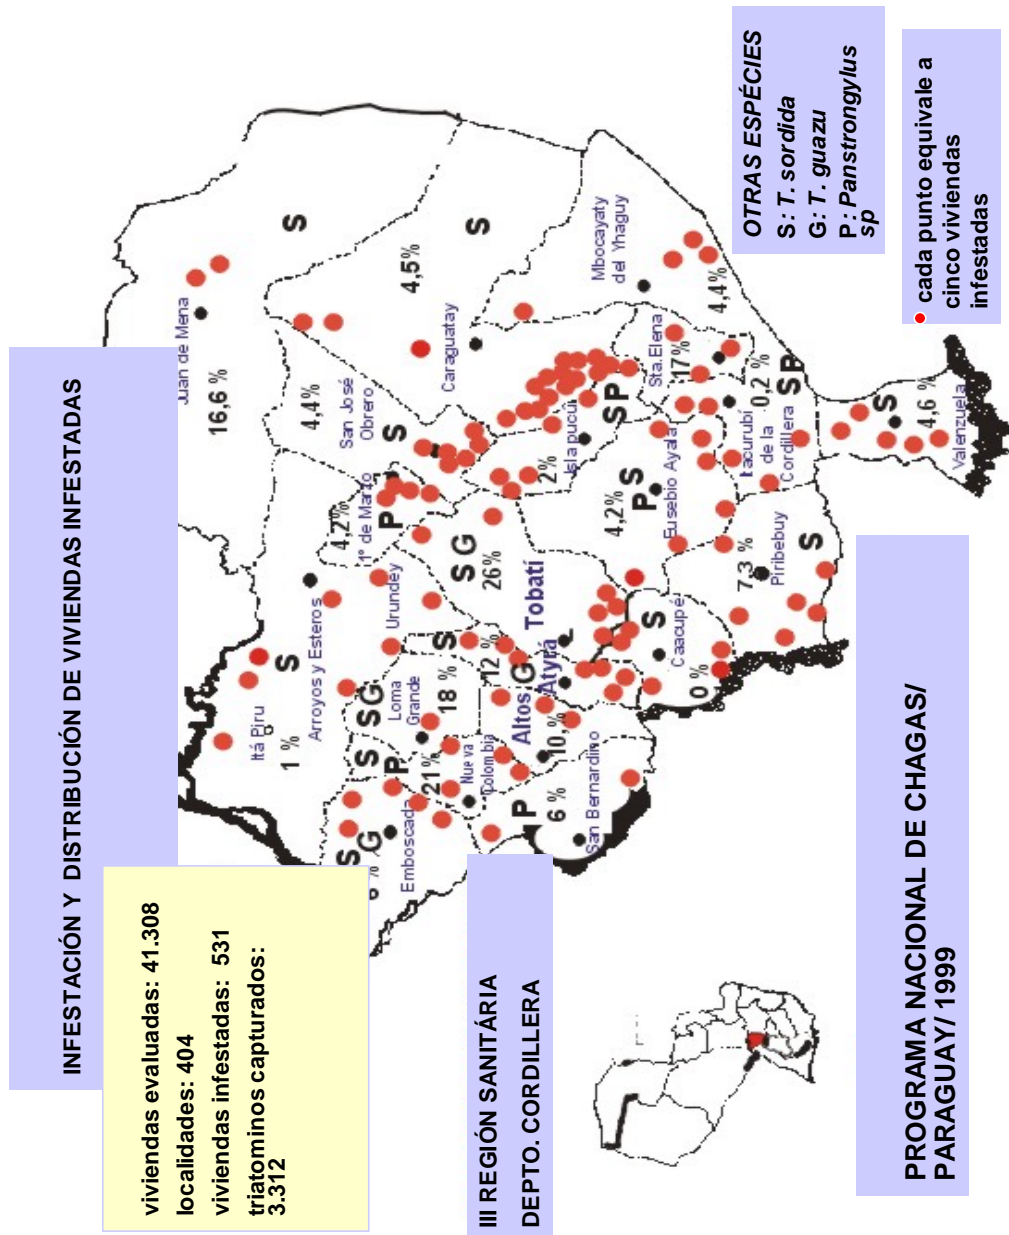 INFESTACIÓN Y DISTRIBUCIÓN DE VIVIENDAS INFESTADAS
viviendas evaluadas: 41.308
localidades: 404
viviendas infestadas: 531
triatominos capturados:
3.312
III REGIÓN SANITÁRIA
DEPTO. CORDILLERA
PROGRAMA NACIONAL DE CHAGAS/
PARAGUAY/ 1999
OTRAS ESPÉCIES
S: T. sordida
G: T. guazu
P: Panstrongylus
sp
cada punto equivale a
cinco viviendas
infestadas
Juan de Mena
16,6 %
S
4,4%
San José
Obrero
S
4,5%
Caraguatay
S
Itá Piru
1 %
S
Arroyos y Esteros
4,2%
1º de Marzo
P
Urundey
S G
26%
Tobatí
Isla pucú
2%
S P
Mbocayaty
del Yhaguy
4,4%
Sta. Elena
17%
0,2 %
S P
Itacurubí
de la
Cordillera
Eusebio Ayala
4,2%
P S
Valenzuela
4,6 %
S
Piribebuy
7,3 %
S
Caacupé
0 %
S
Atyrá
G
12 %
S
Loma
Grande
18 %
S G
S
P
21%
Nueva
Colombia
Altos
10,%
San Bernardino
6 %
P
Emboscada
S
G
%